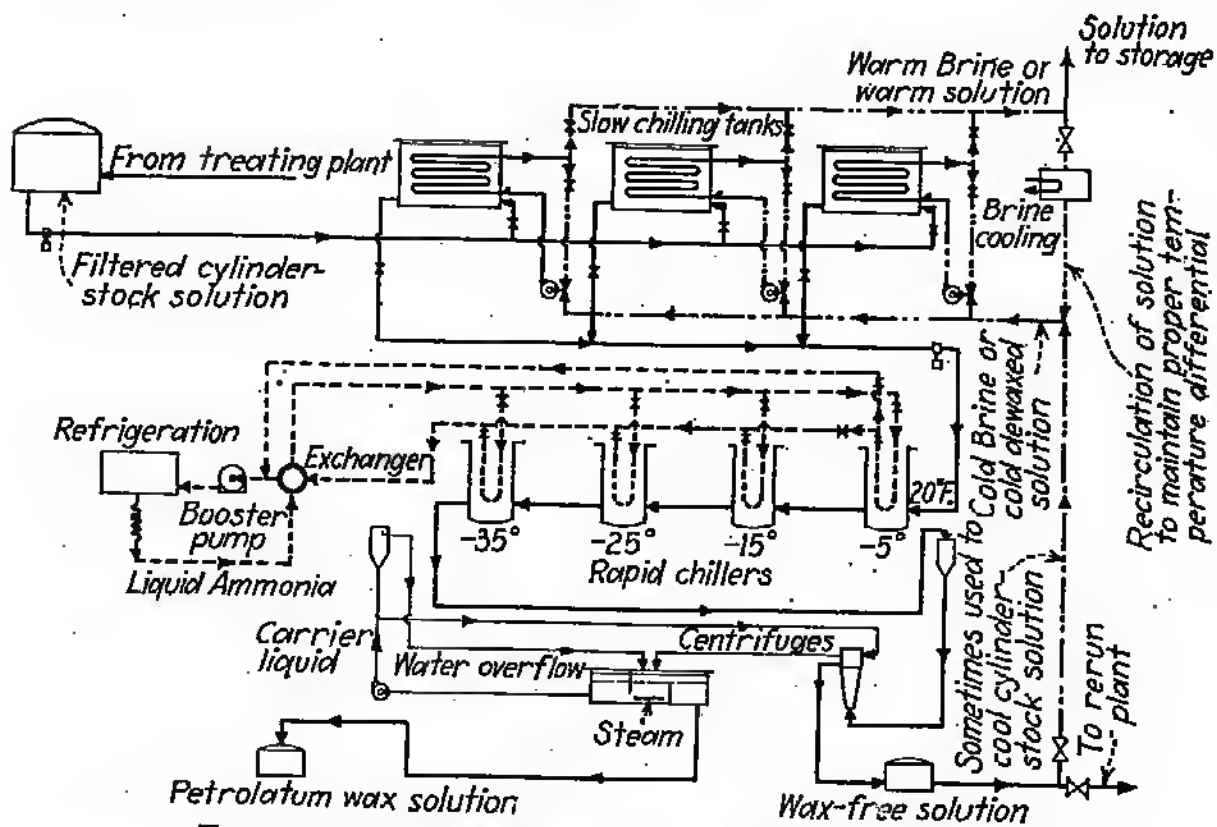 Solution
to storage
Warm Brine or
warm solution
Slow chilling tanks
From treating plant
Brine
cooling
Filtered cylinder-
stock solution
Recirculation of solution
to maintain proper tem-
perature differential
Cold Brine or
cold dewaxed
solution
Refrigeration
Exchanger
20°F.
Booster
pump
-35°
-25°
-15°
-5°
Liquid Ammonia
Rapid chillers
Sometimes used to
cool cylinder-
stock solution
Carrier
liquid
Centrifuges
Water overflow
Steam
To rerun
plant
Petrolatum wax solution
Wax-free solution